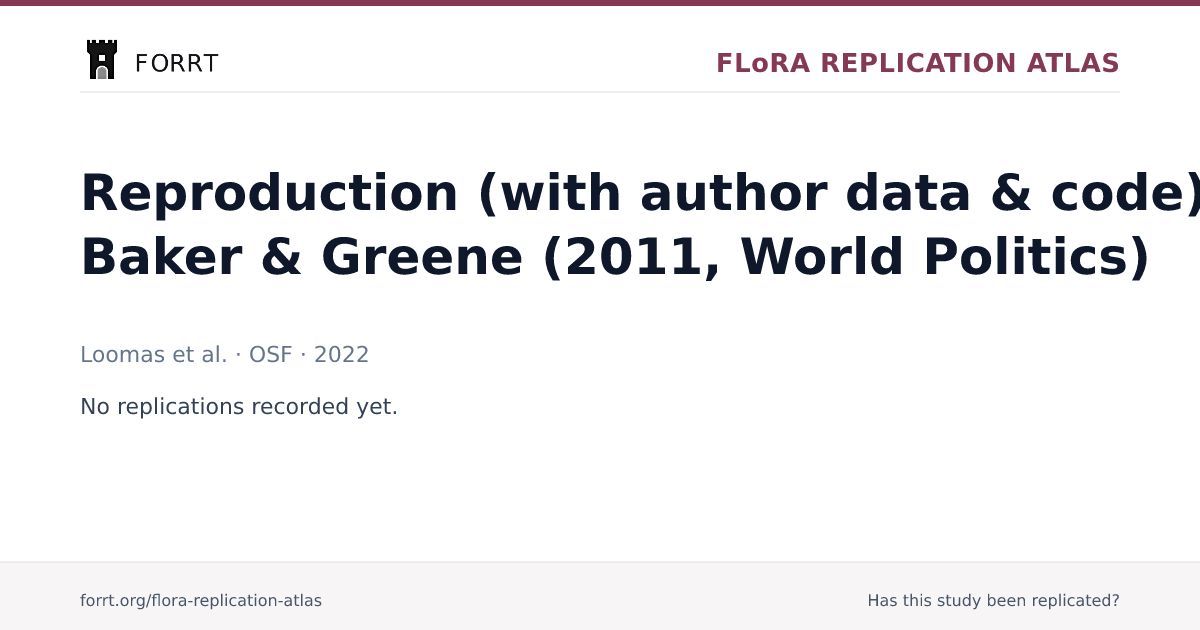 FORRT
FLoRA REPLICATION ATLAS
Reproduction (with author data & code)
Baker & Greene (2011, World Politics)
Loomas et al. · OSF · 2022
No replications recorded yet.
forrt.org/flora-replication-atlas
Has this study been replicated?